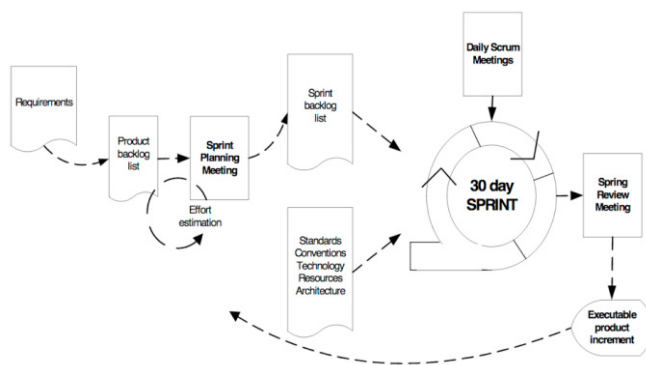 Requirements
Product
backlog
list
Sprint
Planning
Meeting
Effort
estimation
Sprint
backlog
list
Standards
Conventions
Technology
Resources
Architecture
Daily Scrum
Meetings
30 day
SPRINT
Spring
Review
Meeting
Executable
product
increment